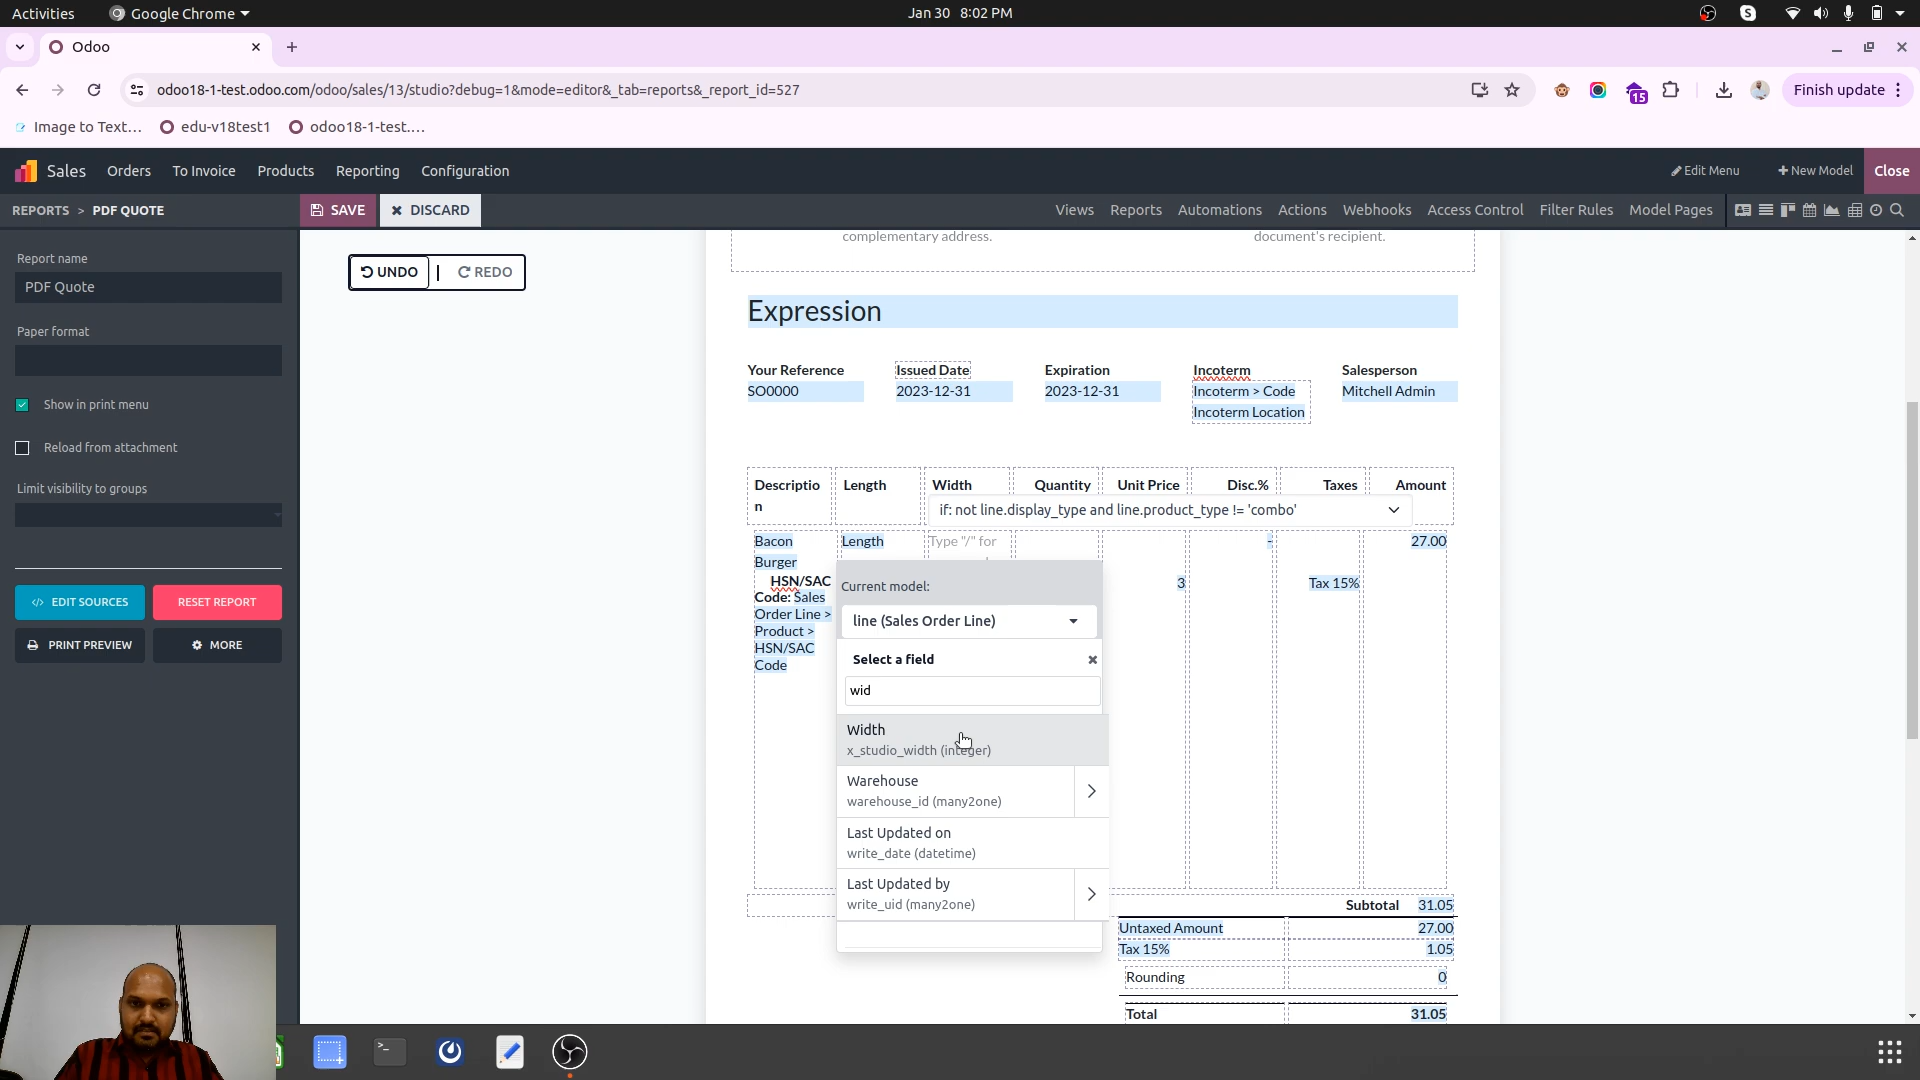 Activities Google Chrome Jan 30 8:02 PM
Odoo
odoo18-1-test.odoo.com/odoo/sales/13/studio?debug=1&mode=editor&_tab=reports&_report_id=527 15 Finish update
Image to Text... edu-v18test1 odoo18-1-test....
Sales Orders To Invoice Products Reporting Configuration Edit Menu + New Model Close
REPORTS > PDF QUOTE SAVE DISCARD Views Reports Automations Actions Webhooks Access Control Filter Rules Model Pages
complementary address. document's recipient.
Report name
PDF Quote
UNDO | REDO
Paper format
Show in print menu
Reload from attachment
Limit visibility to groups
EDIT SOURCES RESET REPORT
PRINT PREVIEW MORE
Expression
Your Reference Issued Date Expiration Incoterm Salesperson
SO0000 2023-12-31 2023-12-31 Incoterm > Code Mitchell Admin
Incoterm Location
Descriptio Length Width Quantity Unit Price Disc.% Taxes Amount
n
if: not line.display_type and line.product_type != 'combo'
Bacon Length Type "/" for - 27.00
Burger
HSN/SAC 3 Tax 15%
Code: Sales
Order Line >
Product >
HSN/SAC
Code
Current model:
line (Sales Order Line)
Select a field
wid
Width
x_studio_width (integer)
Warehouse
warehouse_id (many2one)
Last Updated on
write_date (datetime)
Last Updated by
write_uid (many2one)
Subtotal 31.05
Untaxed Amount 27.00
Tax 15% 1.05
Rounding 0
Total 31.05